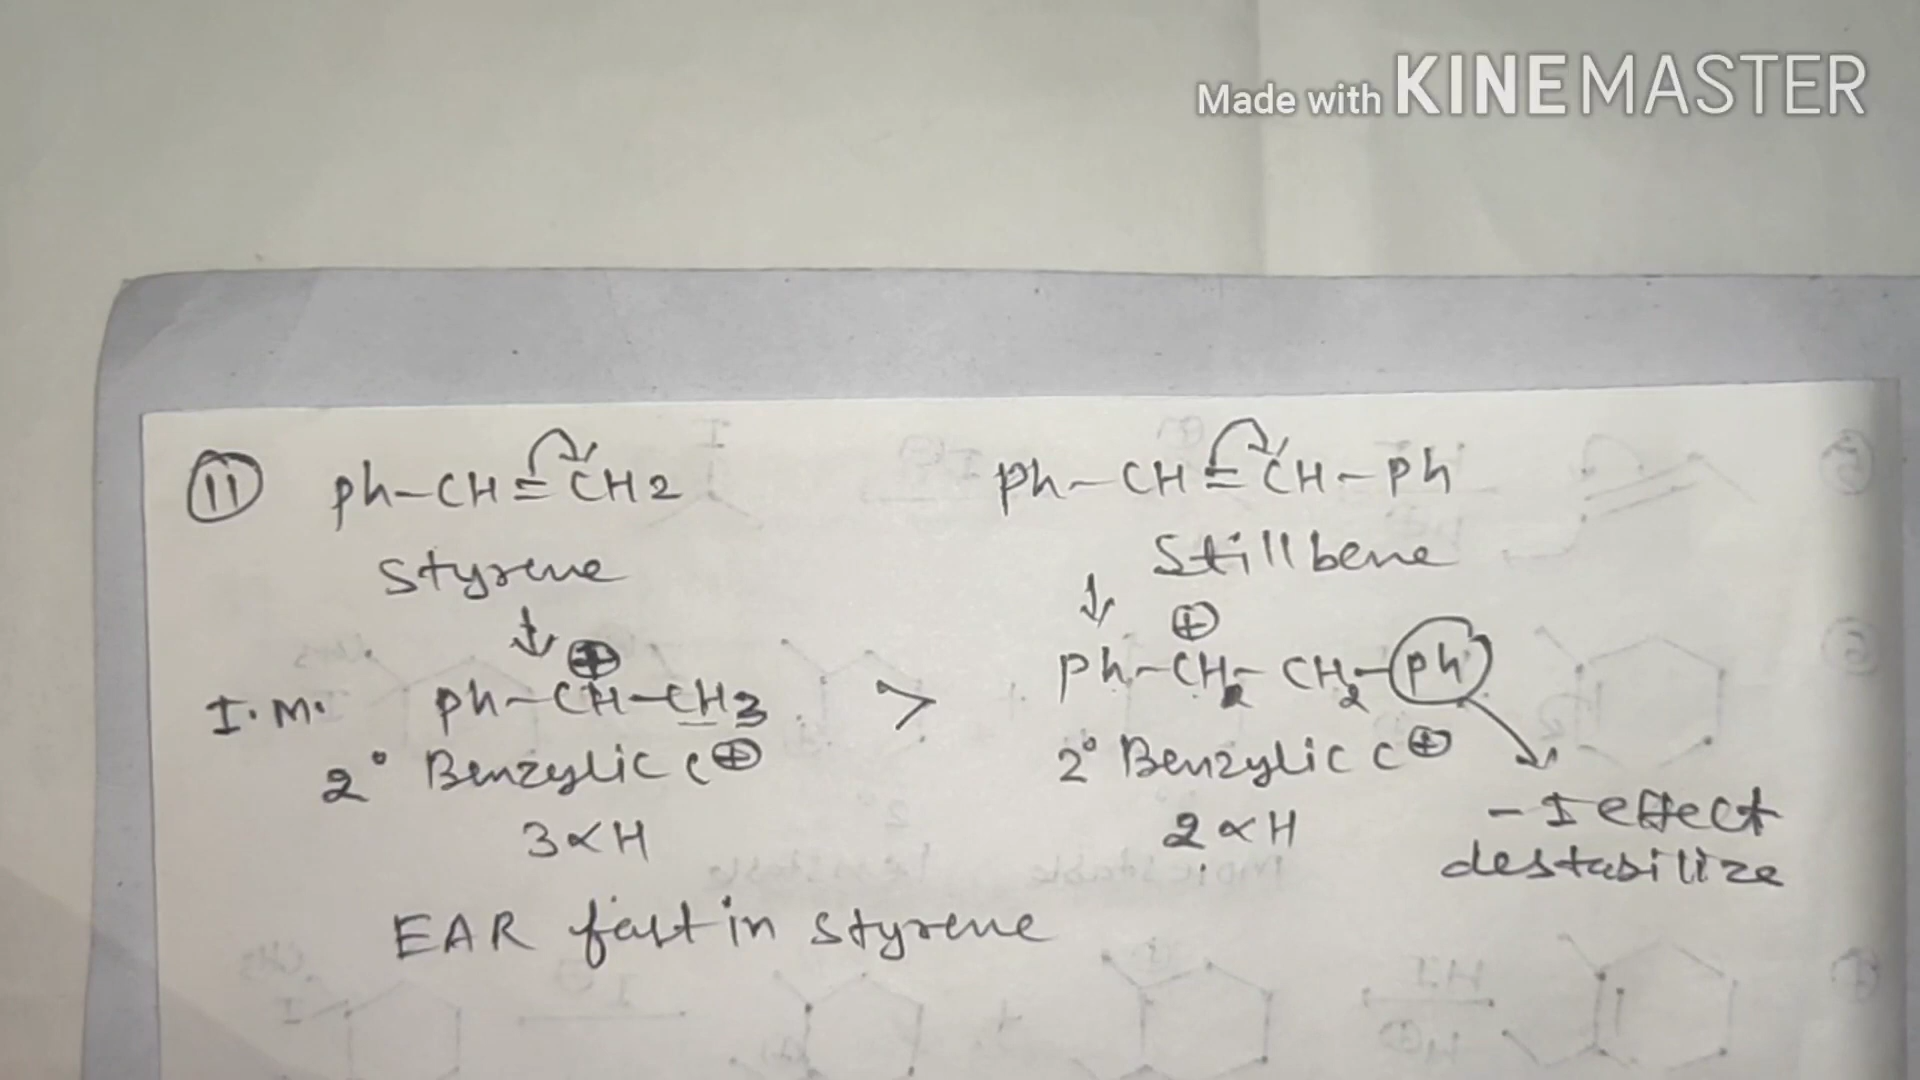 Made with KINEMASTER
11 ph-CH=CH2 ph-CH=CH-ph
Styrene Stillbene
↓ ↓
⊕ ⊕
I.M. ph-CH-CH3 > ph-CH-CH2-ph
2° Benzylic C⊕ 2° Benzylic C⊕
3αH 2αH
-I effect
destabilize
EAR fast in styrene